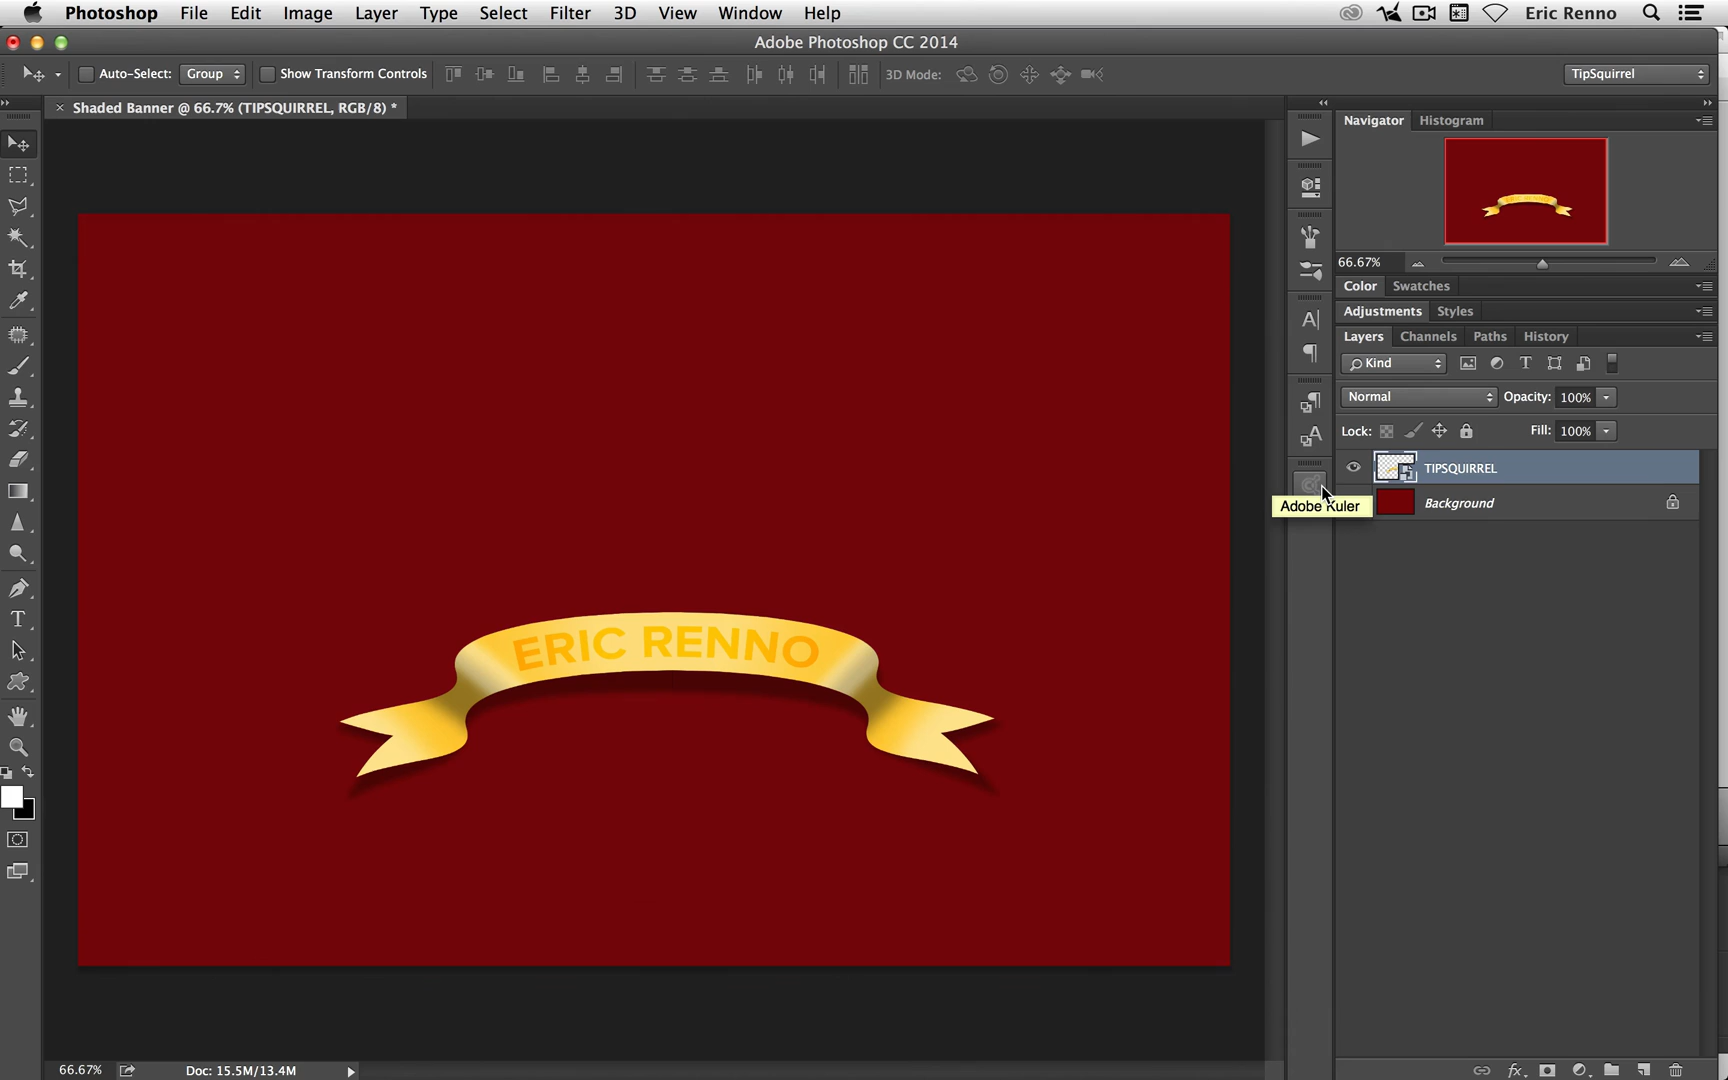 Photoshop File Edit Image Layer Type Select Filter 3D View Window Help Eric Renno
Adobe Photoshop CC 2014
Auto-Select: Group Show Transform Controls 3D Mode: TipSquirrel
× Shaded Banner @ 66.7% (TIPSQUIRREL, RGB/8) *
Navigator Histogram
66.67%
Color Swatches
Adjustments Styles
Layers Channels Paths History
Kind
Normal Opacity: 100%
Lock: Fill: 100%
TIPSQUIRREL
Background
Adobe Kuler
ERIC RENNO
66.67% Doc: 15.5M/13.4M